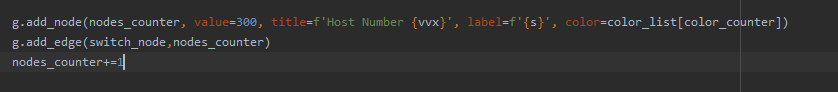 g.add_node(nodes_counter, value=300, title=f'Host Number {vvx}', label=f'{s}', color=color_list[color_counter])
g.add_edge(switch_node,nodes_counter)
nodes_counter+=1